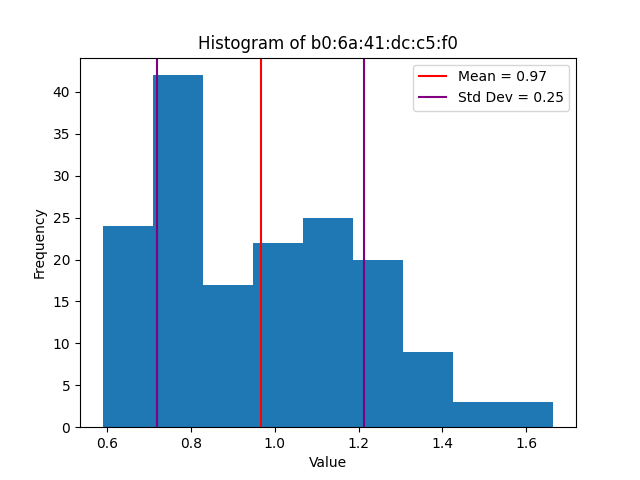 Histogram of b0:6a:41:dc:c5:f0
Mean = 0.97
Std Dev = 0.25
Frequency
40
35
30
25
20
15
10
5
0
0.6 0.8 1.0 1.2 1.4 1.6
Value